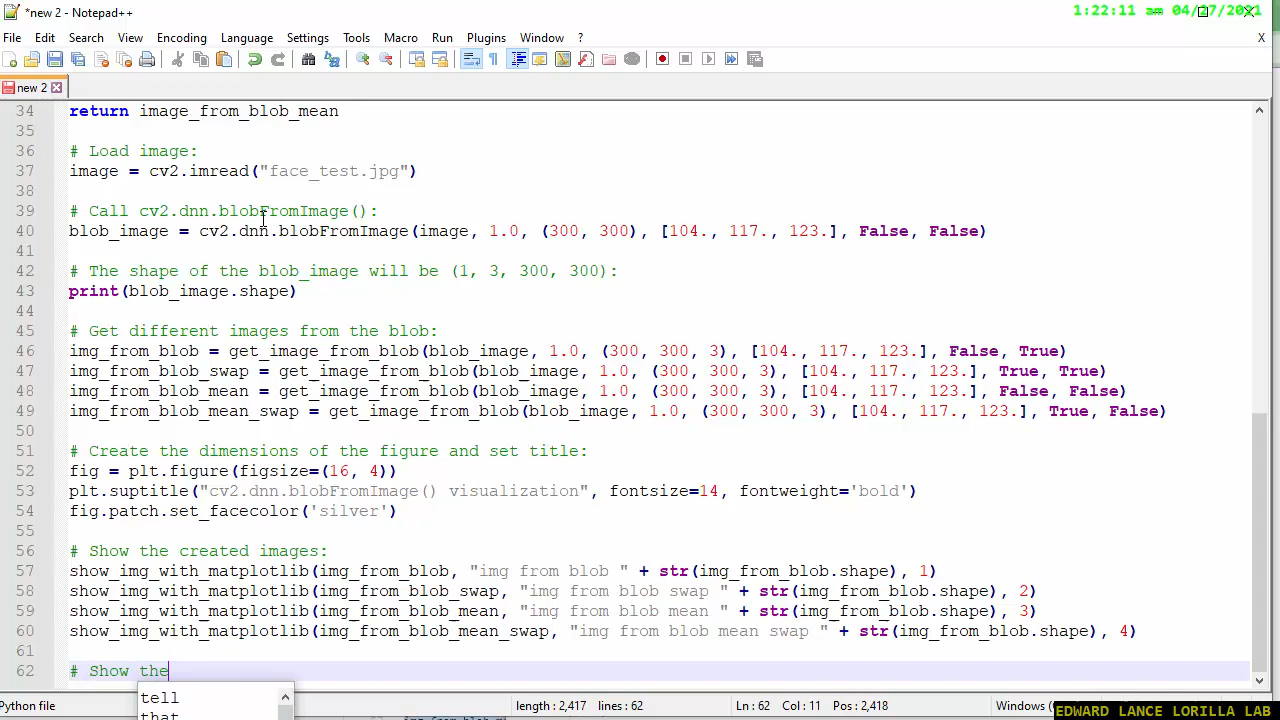 *new 2 - Notepad++
1:22:11 am 04/27/2021
File Edit Search View Encoding Language Settings Tools Macro Run Plugins Window ? X
new 2
34 return image_from_blob_mean
35
36 # Load image:
37 image = cv2.imread("face_test.jpg")
38
39 # Call cv2.dnn.blobFromImage():
40 blob_image = cv2.dnn.blobFromImage(image, 1.0, (300, 300), [104., 117., 123.], False, False)
41
42 # The shape of the blob_image will be (1, 3, 300, 300):
43 print(blob_image.shape)
44
45 # Get different images from the blob:
46 img_from_blob = get_image_from_blob(blob_image, 1.0, (300, 300, 3), [104., 117., 123.], False, True)
47 img_from_blob_swap = get_image_from_blob(blob_image, 1.0, (300, 300, 3), [104., 117., 123.], True, True)
48 img_from_blob_mean = get_image_from_blob(blob_image, 1.0, (300, 300, 3), [104., 117., 123.], False, False)
49 img_from_blob_mean_swap = get_image_from_blob(blob_image, 1.0, (300, 300, 3), [104., 117., 123.], True, False)
50
51 # Create the dimensions of the figure and set title:
52 fig = plt.figure(figsize=(16, 4))
53 plt.suptitle("cv2.dnn.blobFromImage() visualization", fontsize=14, fontweight='bold')
54 fig.patch.set_facecolor('silver')
55
56 # Show the created images:
57 show_img_with_matplotlib(img_from_blob, "img from blob " + str(img_from_blob.shape), 1)
58 show_img_with_matplotlib(img_from_blob_swap, "img from blob swap " + str(img_from_blob.shape), 2)
59 show_img_with_matplotlib(img_from_blob_mean, "img from blob mean " + str(img_from_blob.shape), 3)
60 show_img_with_matplotlib(img_from_blob_mean_swap, "img from blob mean swap " + str(img_from_blob.shape), 4)
61
62 # Show the
tell
that
Python file length : 2,417 lines : 62 Ln : 62 Col : 11 Pos : 2,418 Windows (
EDWARD LANCE LORILLA LAB